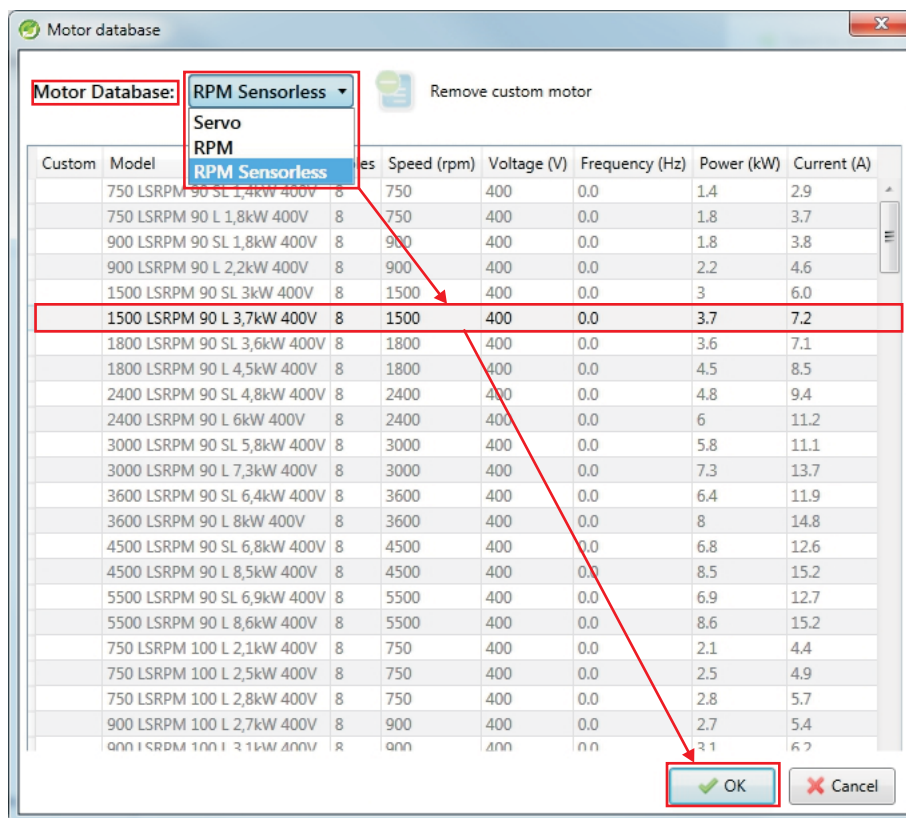 Motor database
Motor Database: RPM Sensorless Remove custom motor
Servo
RPM
RPM Sensorless
Custom Model es Speed (rpm) Voltage (V) Frequency (Hz) Power (kW) Current (A)
750 LSRPM 90 SL 1,4kW 400V 8 750 400 0.0 1.4 2.9
750 LSRPM 90 L 1,8kW 400V 8 750 400 0.0 1.8 3.7
900 LSRPM 90 SL 1,8kW 400V 8 900 400 0.0 1.8 3.8
900 LSRPM 90 L 2,2kW 400V 8 900 400 0.0 2.2 4.6
1500 LSRPM 90 SL 3kW 400V 8 1500 400 0.0 3 6.0
1500 LSRPM 90 L 3,7kW 400V 8 1500 400 0.0 3.7 7.2
1800 LSRPM 90 SL 3,6kW 400V 8 1800 400 0.0 3.6 7.1
1800 LSRPM 90 L 4,5kW 400V 8 1800 400 0.0 4.5 8.5
2400 LSRPM 90 SL 4,8kW 400V 8 2400 400 0.0 4.8 9.4
2400 LSRPM 90 L 6kW 400V 8 2400 400 0.0 6 11.2
3000 LSRPM 90 SL 5,8kW 400V 8 3000 400 0.0 5.8 11.1
3000 LSRPM 90 L 7,3kW 400V 8 3000 400 0.0 7.3 13.7
3600 LSRPM 90 SL 6,4kW 400V 8 3600 400 0.0 6.4 11.9
3600 LSRPM 90 L 8kW 400V 8 3600 400 0.0 8 14.8
4500 LSRPM 90 SL 6,8kW 400V 8 4500 400 0.0 6.8 12.6
4500 LSRPM 90 L 8,5kW 400V 8 4500 400 0.0 8.5 15.2
5500 LSRPM 90 SL 6,9kW 400V 8 5500 400 0.0 6.9 12.7
5500 LSRPM 90 L 8,6kW 400V 8 5500 400 0.0 8.6 15.2
750 LSRPM 100 L 2,1kW 400V 8 750 400 0.0 2.1 4.4
750 LSRPM 100 L 2,5kW 400V 8 750 400 0.0 2.5 4.9
750 LSRPM 100 L 2,8kW 400V 8 750 400 0.0 2.8 5.7
900 LSRPM 100 L 2,7kW 400V 8 900 400 0.0 2.7 5.4
900 LSRPM 100 L 3,1kW 400V 8 900 400 0.0 3.1 6.2
OK Cancel